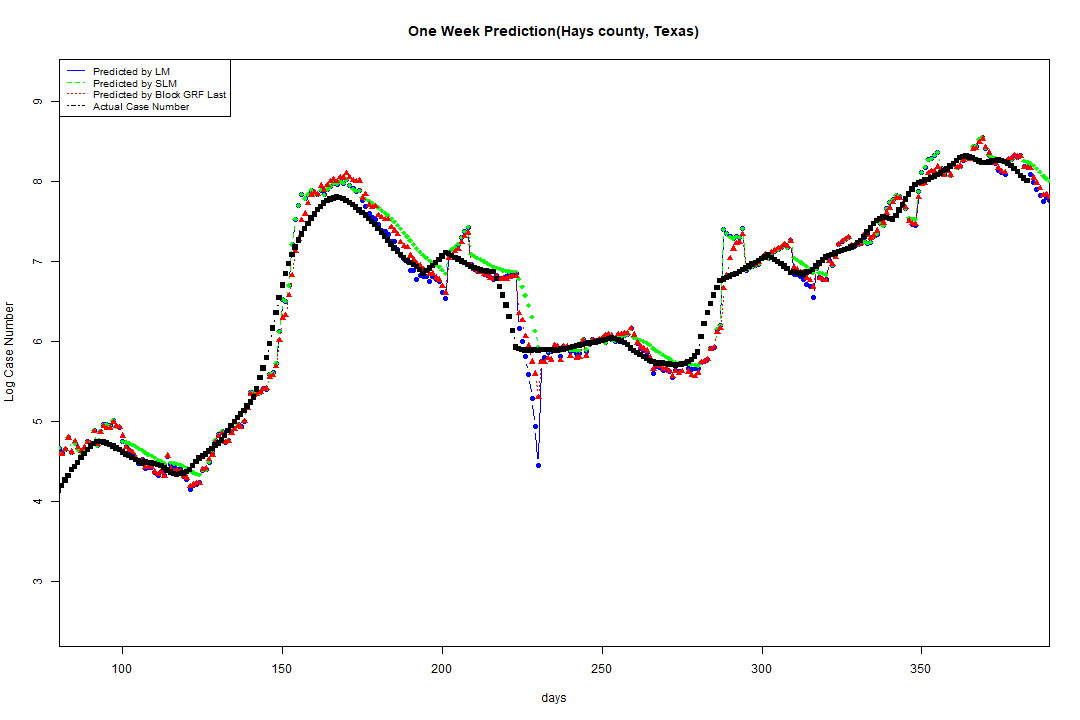 One Week Prediction(Hays county, Texas)
Predicted by LM
Predicted by SLM
Predicted by Block GRF Last
Actual Case Number
9
8
7
6
5
4
3
Log Case Number
100 150 200 250 300 350
days